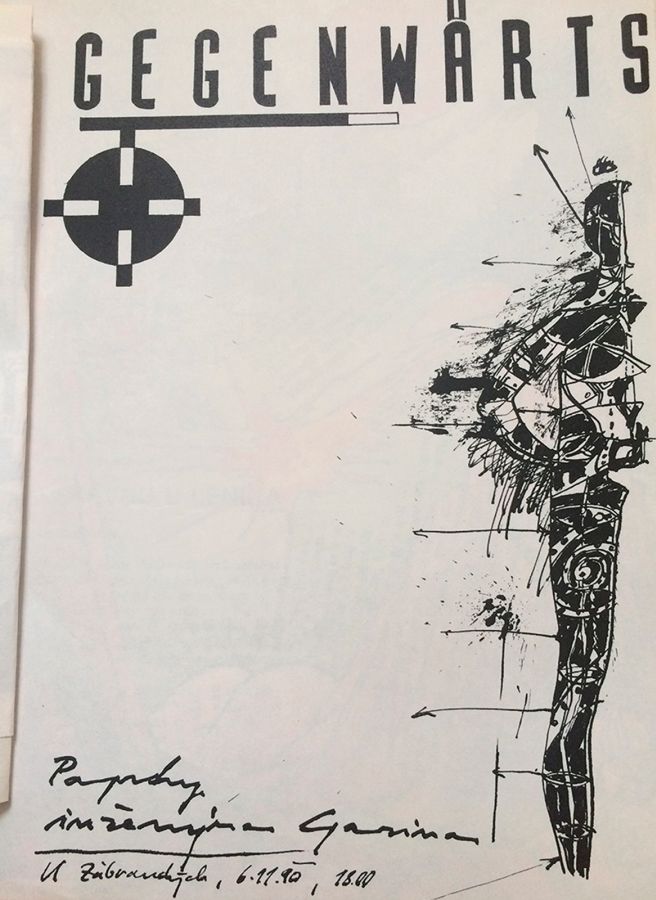 GEGENWÄRTS
Paprsky
inženýra Garina
U Zábranských, 6.11.90, 18.00